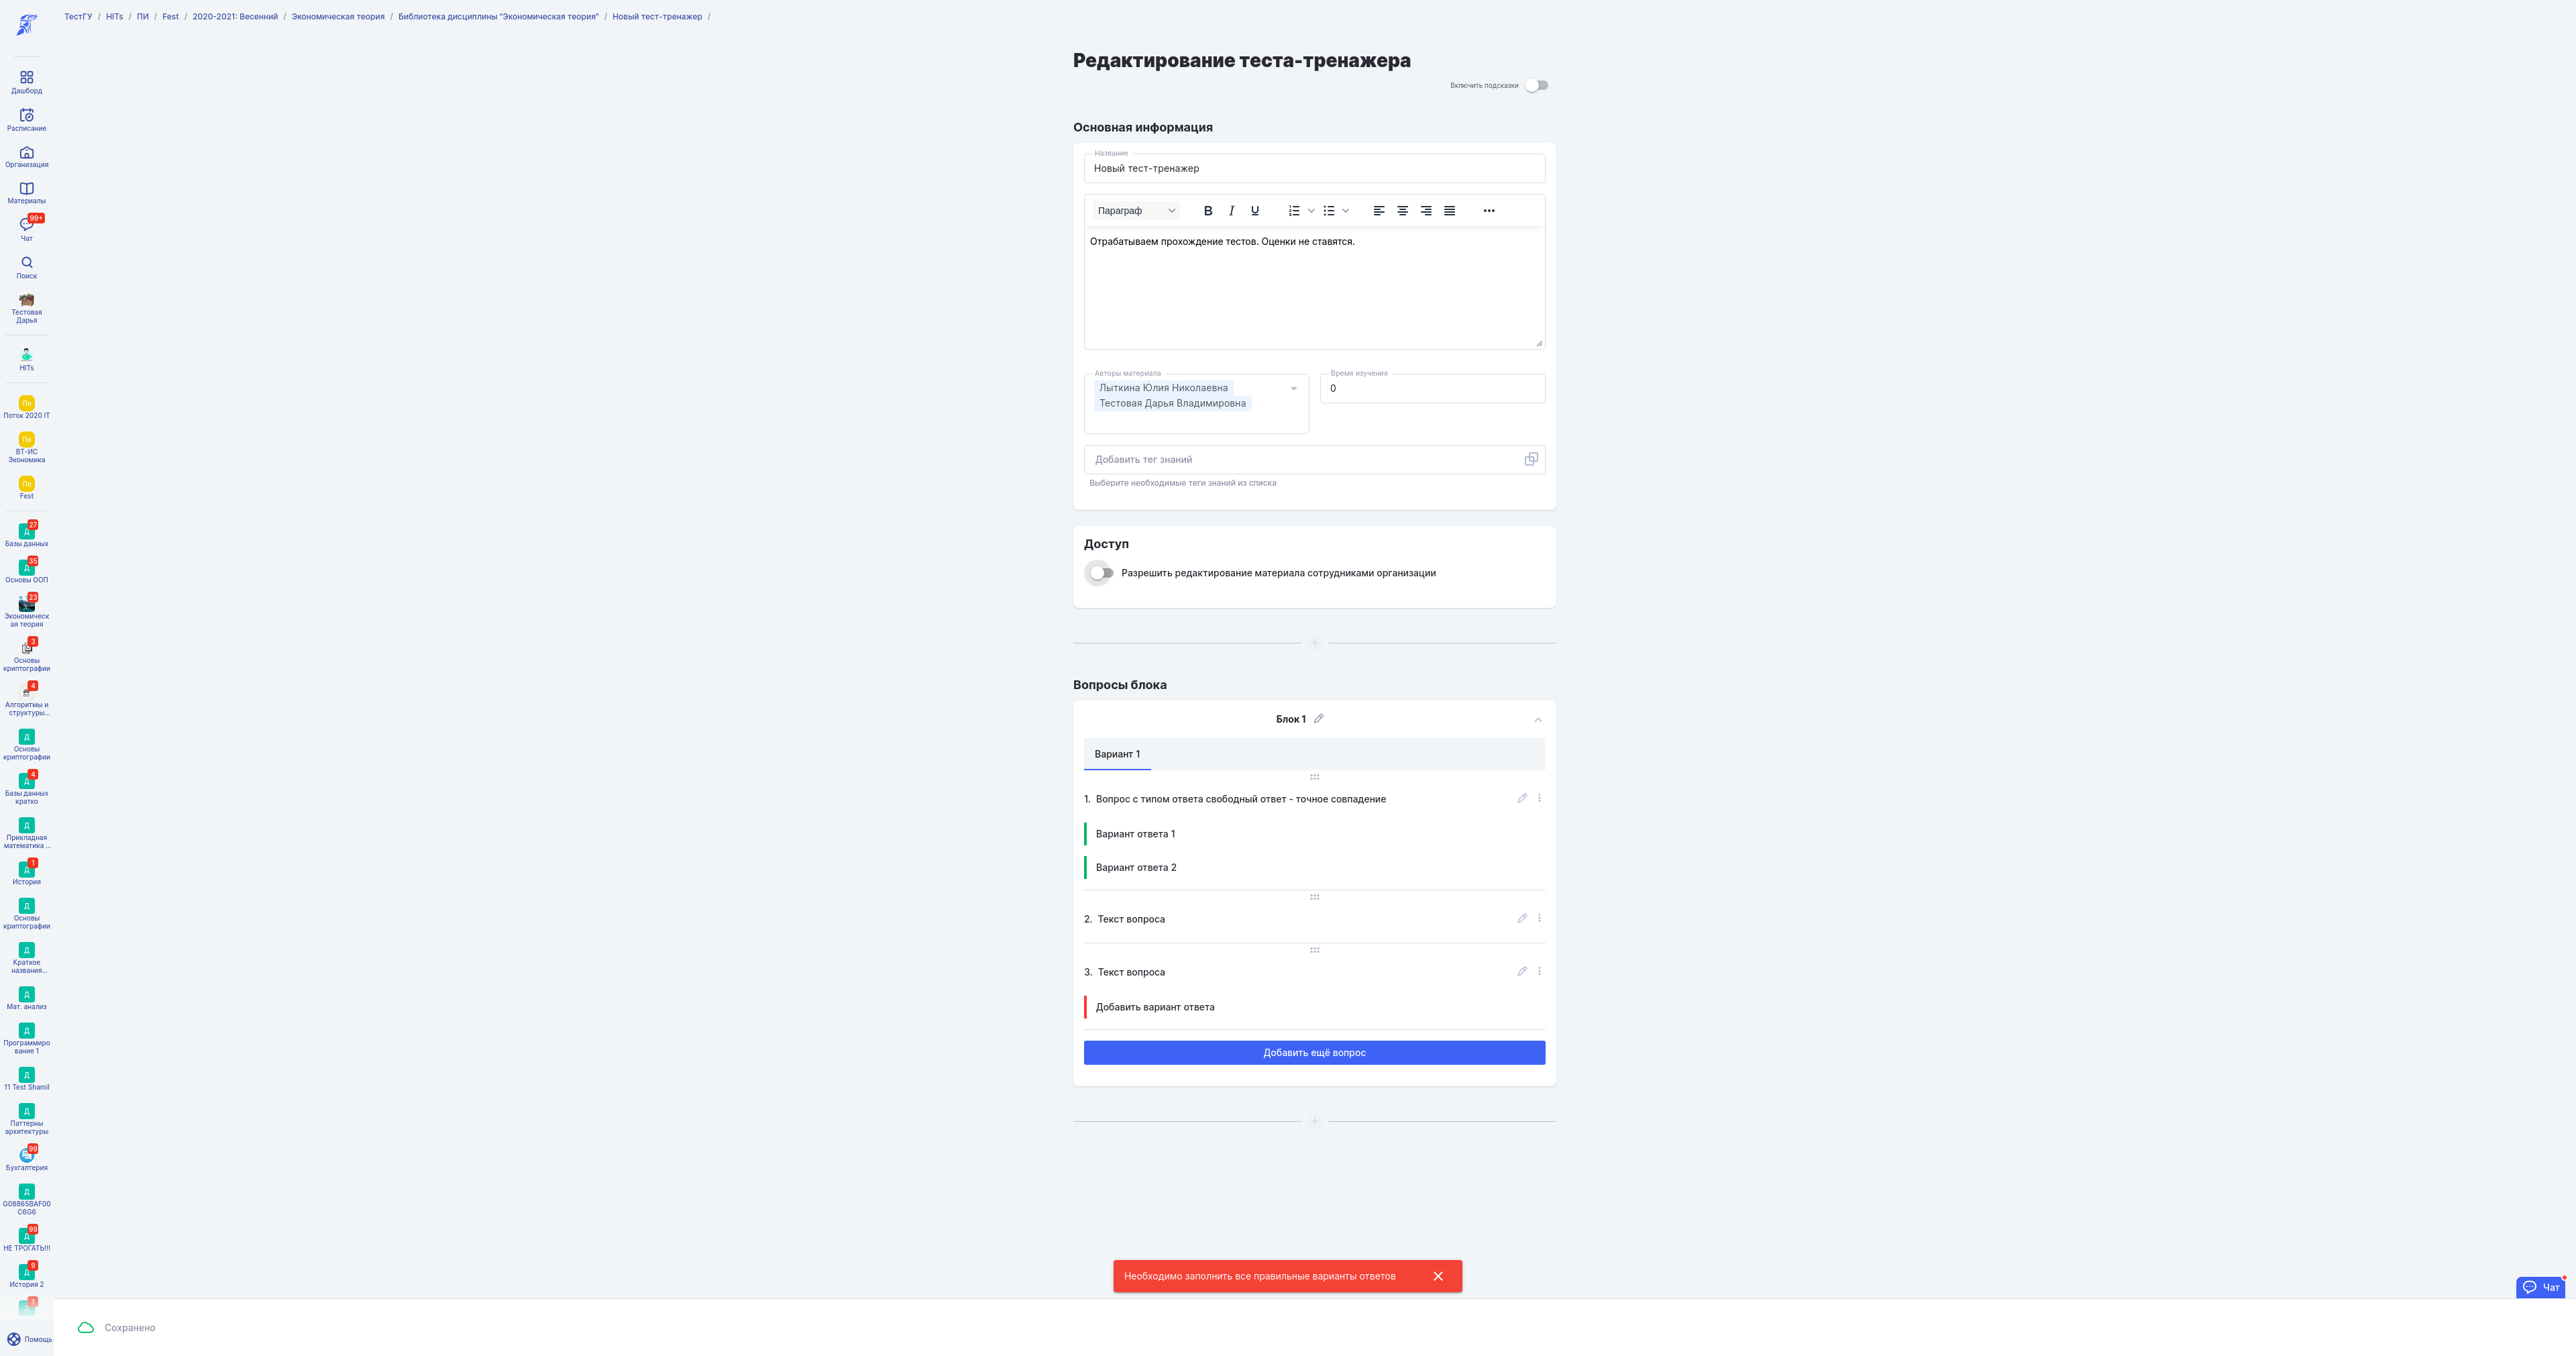 ТестГУ / HITs / ПИ / Fest / 2020-2021: Весенний / Экономическая теория / Библиотека дисциплины "Экономическая теория" / Новый тест-тренажер /
Дашборд
Расписание
Организация
Материалы
99+
Чат
Поиск
Тестовая
Дарья
HITs
По
Поток 2020 IT
По
ВТ-ИС
Экономика
По
Fest
27
Д
Базы данных
35
Д
Основы ООП
23
Экономическ
ая теория
3
Основы
криптографии
4
Алгоритмы и
структуры...
Д
Основы
криптографии
4
Д
Базы данных
кратко
Д
Прикладная
математика ...
1
Д
История
Д
Основы
криптографии
Д
Краткое
названия...
Д
Мат. анализ
Д
Программиро
вание 1
Д
11 Test Shamil
Д
Паттерны
архитектуры
99
Бухгалтерия
Д
G08865BAF00
C6G6
99
Д
НЕ ТРОГАТЬ!!!
9
Д
История 2
1
Д
Помощь
Редактирование теста-тренажера
Включить подсказки
Основная информация
Название
Новый тест-тренажер
Параграф
B I U
Отрабатываем прохождение тестов. Оценки не ставятся.
Авторы материала
Лыткина Юлия Николаевна
Тестовая Дарья Владимировна
Время изучения
0
Добавить тег знаний
Выберите необходимые теги знаний из списка
Доступ
Разрешить редактирование материала сотрудниками организации
Вопросы блока
Блок 1
Вариант 1
1. Вопрос с типом ответа свободный ответ - точное совпадение
Вариант ответа 1
Вариант ответа 2
2. Текст вопроса
3. Текст вопроса
Добавить вариант ответа
Добавить ещё вопрос
Необходимо заполнить все правильные варианты ответов
Чат
Сохранено